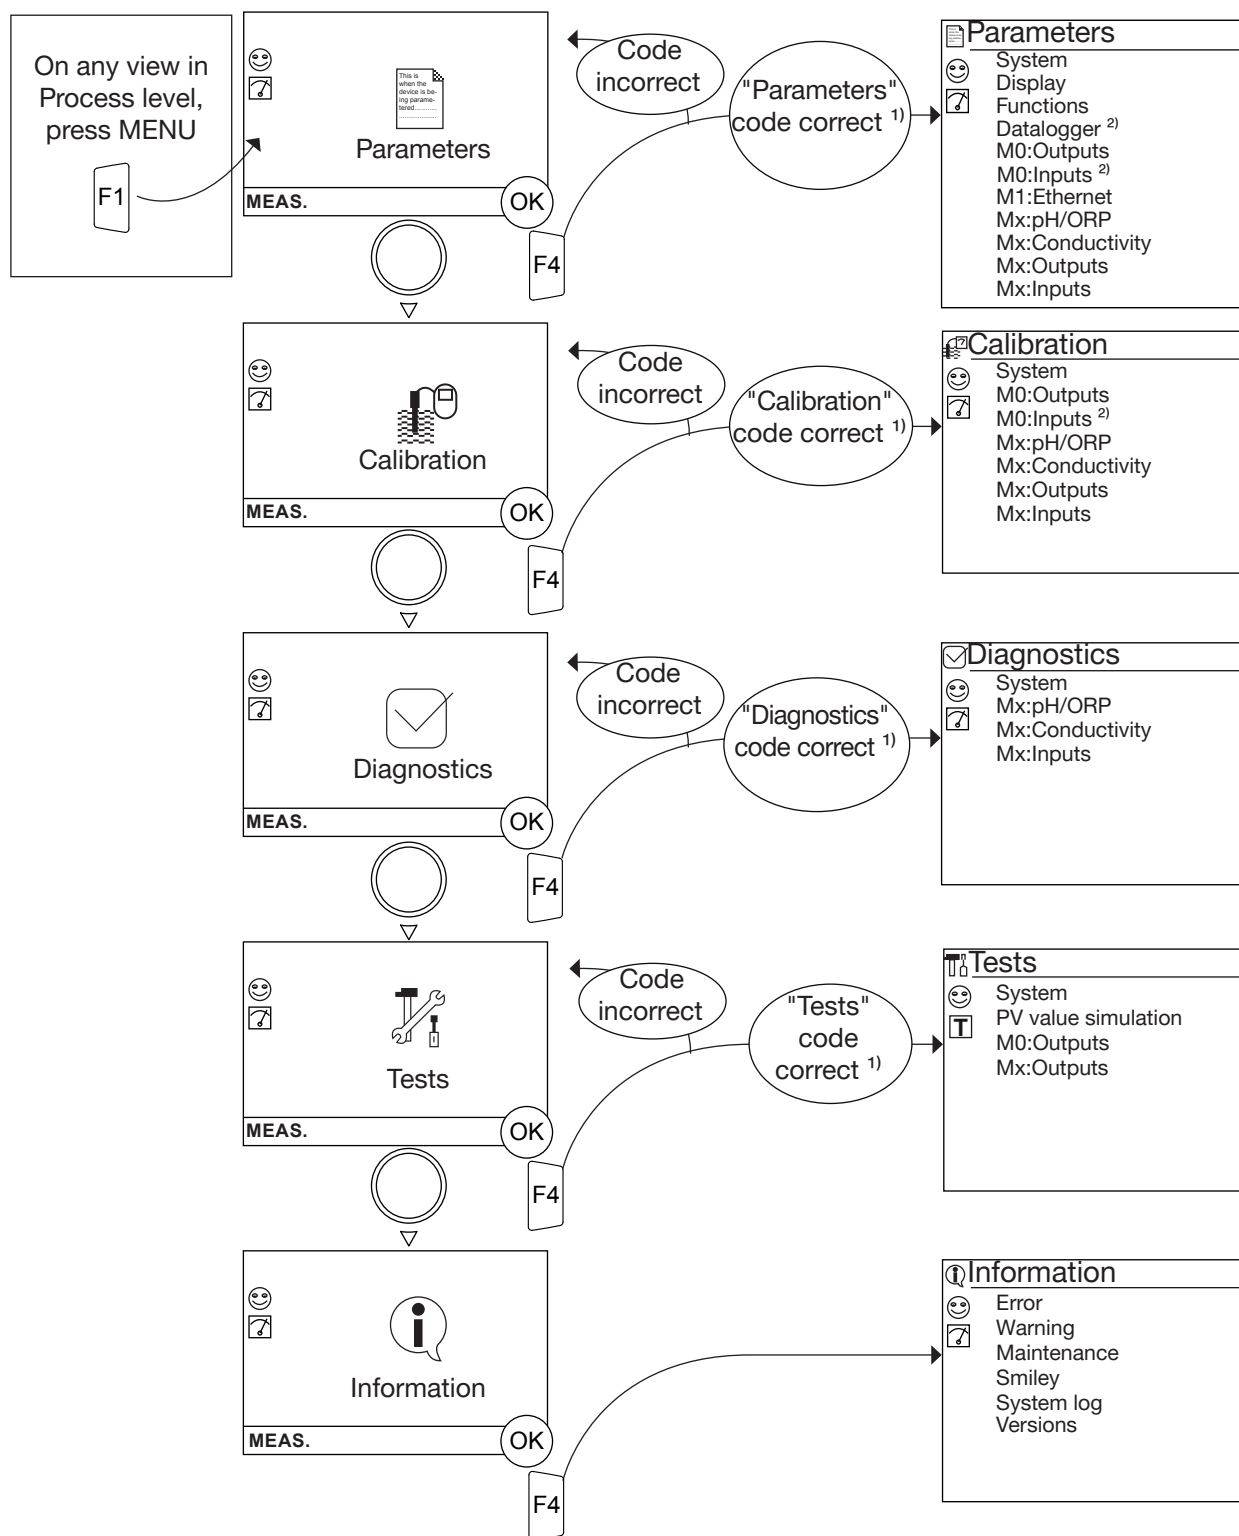 On any view in
Process level,
press MENU
F1
This is
when the
device is be-
ing parame-
tered............
......................
Parameters
MEAS.
OK
F4
Code
incorrect
"Parameters"
code correct 1)
Parameters
System
Display
Functions
Datalogger 2)
M0:Outputs
M0:Inputs 2)
M1:Ethernet
Mx:pH/ORP
Mx:Conductivity
Mx:Outputs
Mx:Inputs
Calibration
MEAS.
OK
F4
Code
incorrect
"Calibration"
code correct 1)
Calibration
System
M0:Outputs
M0:Inputs 2)
Mx:pH/ORP
Mx:Conductivity
Mx:Outputs
Mx:Inputs
Diagnostics
MEAS.
OK
F4
Code
incorrect
"Diagnostics"
code correct 1)
Diagnostics
System
Mx:pH/ORP
Mx:Conductivity
Mx:Inputs
Tests
MEAS.
OK
F4
Code
incorrect
"Tests"
code
correct 1)
Tests
System
T
PV value simulation
M0:Outputs
Mx:Outputs
Information
MEAS.
OK
F4
Information
Error
Warning
Maintenance
Smiley
System log
Versions